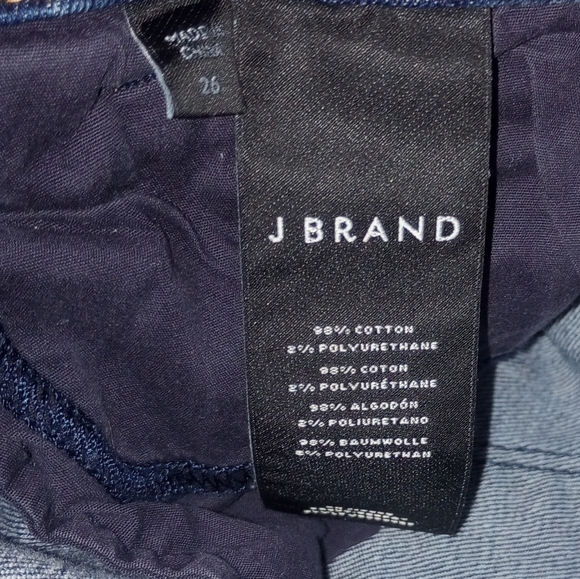 MADE IN
CHINA
26
J BRAND
98% COTTON
2% POLYURETHANE
98% COTON
2% POLYURÉTHANE
98% ALGODÓN
2% POLIURETANO
98% BAUMWOLLE
2% POLYURETHAN